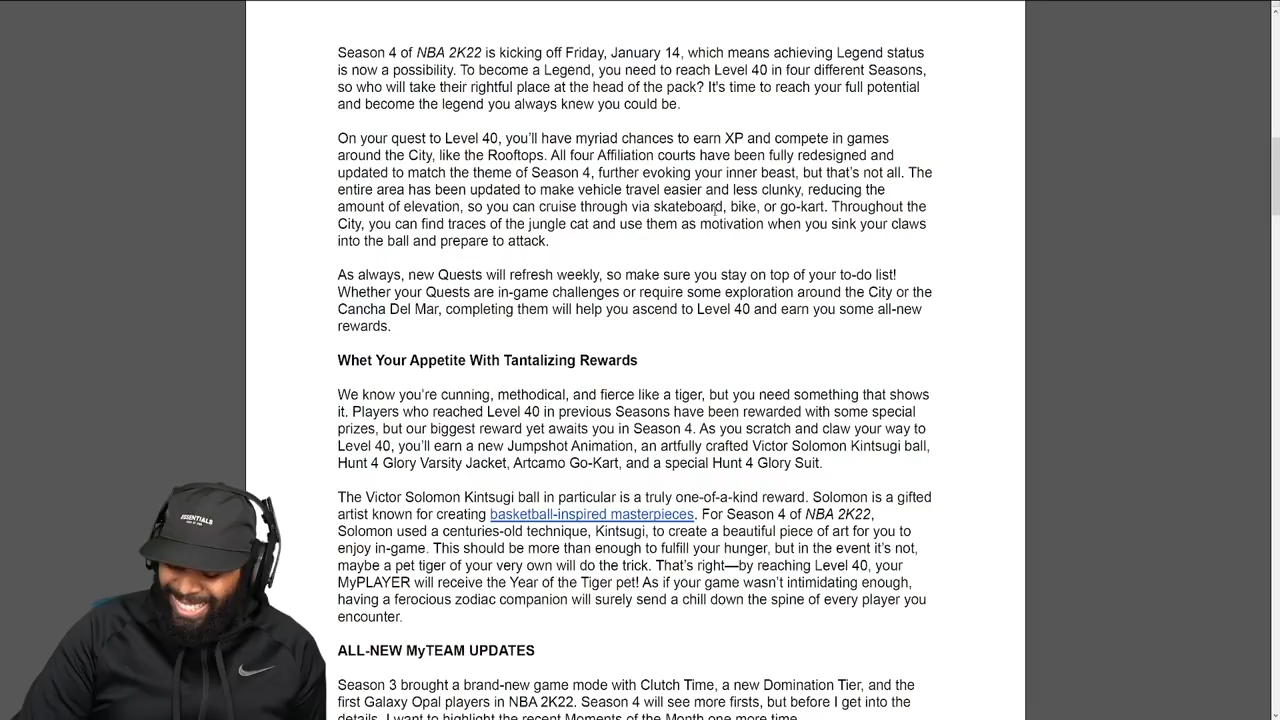 Season 4 of NBA 2K22 is kicking off Friday, January 14, which means achieving Legend status
is now a possibility. To become a Legend, you need to reach Level 40 in four different Seasons,
so who will take their rightful place at the head of the pack? It's time to reach your full potential
and become the legend you always knew you could be.
On your quest to Level 40, you’ll have myriad chances to earn XP and compete in games
around the City, like the Rooftops. All four Affiliation courts have been fully redesigned and
updated to match the theme of Season 4, further evoking your inner beast, but that’s not all. The
entire area has been updated to make vehicle travel easier and less clunky, reducing the
amount of elevation, so you can cruise through via skateboard, bike, or go-kart. Throughout the
City, you can find traces of the jungle cat and use them as motivation when you sink your claws
into the ball and prepare to attack.
As always, new Quests will refresh weekly, so make sure you stay on top of your to-do list!
Whether your Quests are in-game challenges or require some exploration around the City or the
Cancha Del Mar, completing them will help you ascend to Level 40 and earn you some all-new
rewards.
Whet Your Appetite With Tantalizing Rewards
We know you’re cunning, methodical, and fierce like a tiger, but you need something that shows
it. Players who reached Level 40 in previous Seasons have been rewarded with some special
prizes, but our biggest reward yet awaits you in Season 4. As you scratch and claw your way to
Level 40, you’ll earn a new Jumpshot Animation, an artfully crafted Victor Solomon Kintsugi ball,
Hunt 4 Glory Varsity Jacket, Artcamo Go-Kart, and a special Hunt 4 Glory Suit.
The Victor Solomon Kintsugi ball in particular is a truly one-of-a-kind reward. Solomon is a gifted
artist known for creating basketball-inspired masterpieces. For Season 4 of NBA 2K22,
Solomon used a centuries-old technique, Kintsugi, to create a beautiful piece of art for you to
enjoy in-game. This should be more than enough to fulfill your hunger, but in the event it’s not,
maybe a pet tiger of your very own will do the trick. That’s right—by reaching Level 40, your
MyPLAYER will receive the Year of the Tiger pet! As if your game wasn’t intimidating enough,
having a ferocious zodiac companion will surely send a chill down the spine of every player you
encounter.
ALL-NEW MyTEAM UPDATES
Season 3 brought a brand-new game mode with Clutch Time, a new Domination Tier, and the
first Galaxy Opal players in NBA 2K22. Season 4 will see more firsts, but before I get into the
details, I want to highlight the recent Moments of the Month one more time.
ESSENTIALS